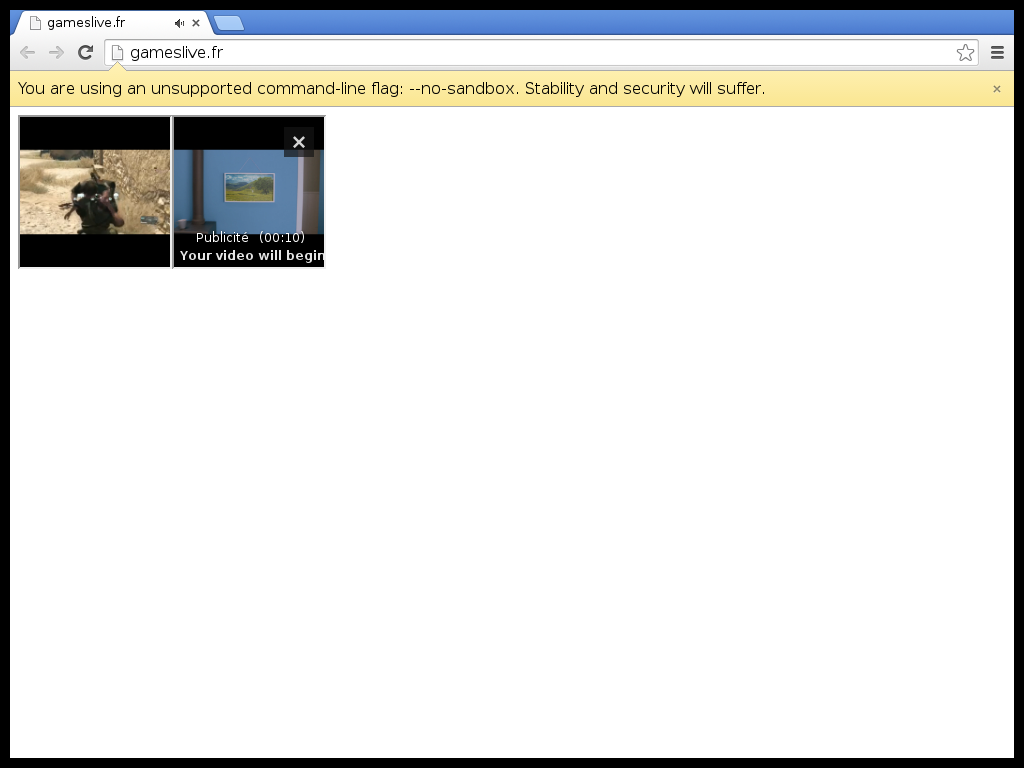 gameslive.fr
gameslive.fr
You are using an unsupported command-line flag: --no-sandbox. Stability and security will suffer.
Publicité (00:10)
Your video will begin